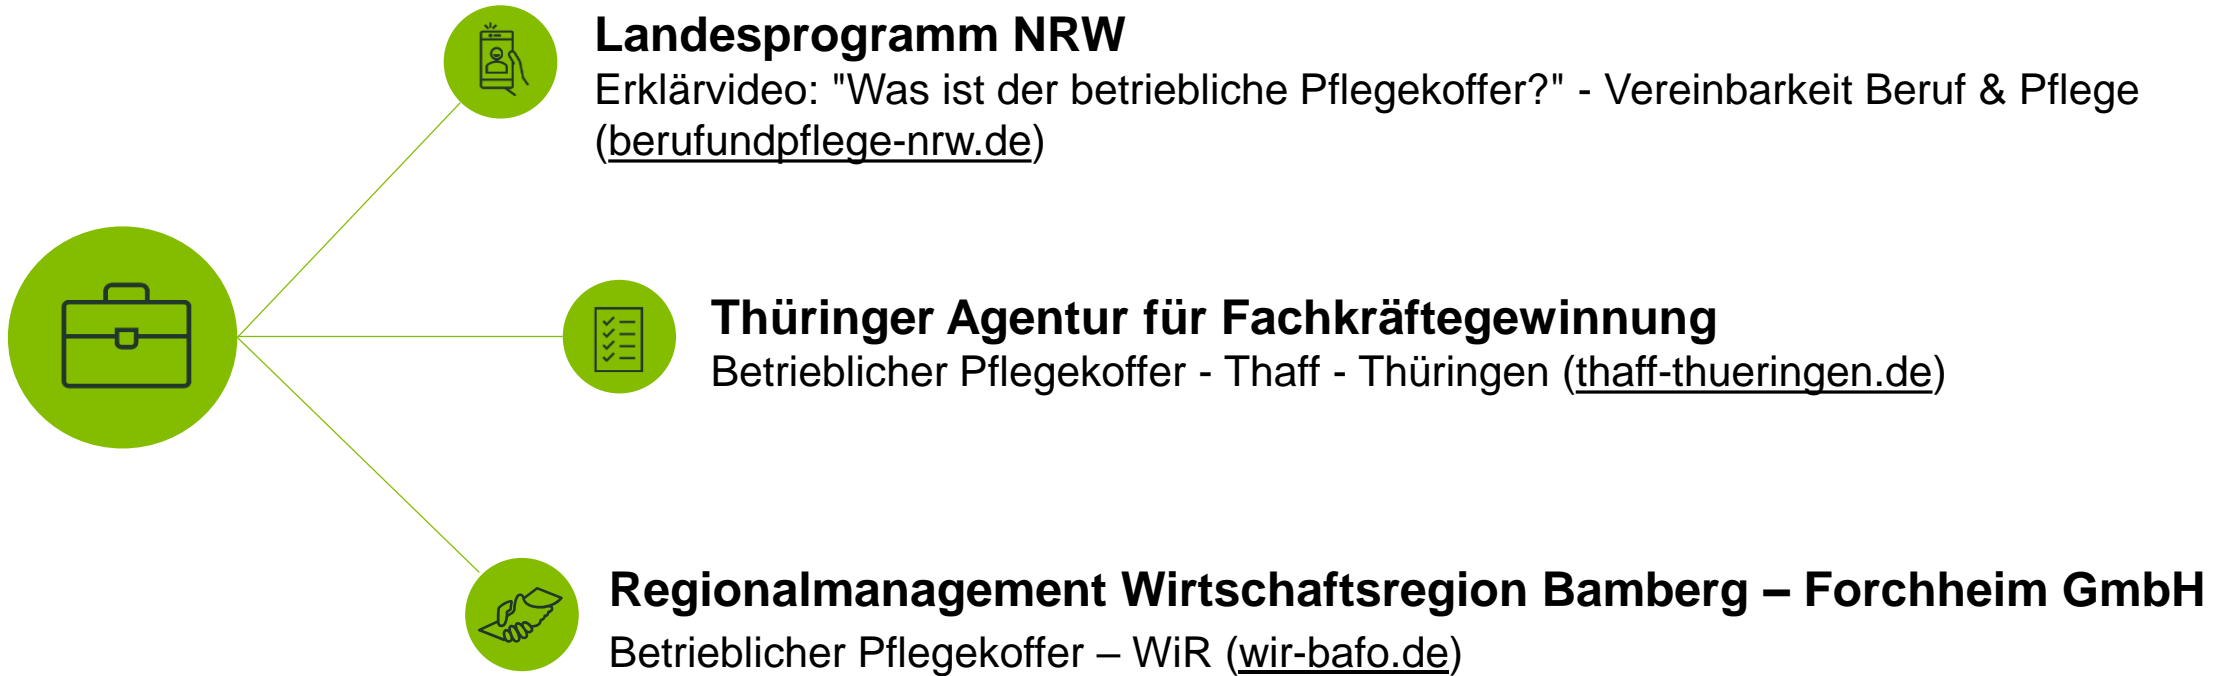 Landesprogramm NRW
Erklärvideo: "Was ist der betriebliche Pflegekoffer?" - Vereinbarkeit Beruf & Pflege
(berufundpflege-nrw.de)
Thüringer Agentur für Fachkräftegewinnung
Betrieblicher Pflegekoffer - Thaff - Thüringen (thaff-thueringen.de)
Regionalmanagement Wirtschaftsregion Bamberg – Forchheim GmbH
Betrieblicher Pflegekoffer – WiR (wir-bafo.de)